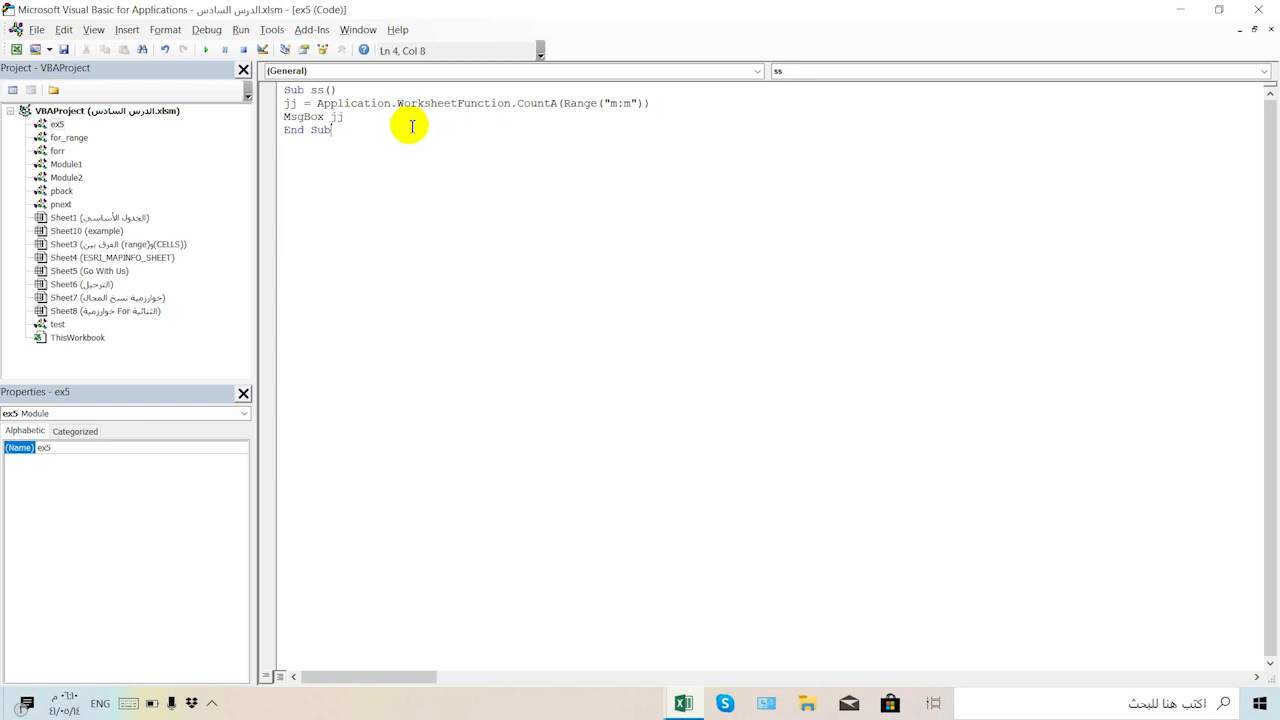 Microsoft Visual Basic for Applications - الدرس السادس.xlsm - [ex5 (Code)]
File Edit View Insert Format Debug Run Tools Add-Ins Window Help
Ln 4, Col 8
Project - VBAProject
(General)
ss
VBAProject (الدرس السادس.xlsm)
ex5
for_range
forr
Module1
Module2
pback
pnext
Sheet1 (الجدول الأساسي)
Sheet10 (example)
Sheet3 (الفرق بين (range)و(CELLS))
Sheet4 (ESRI_MAPINFO_SHEET)
Sheet5 (Go With Us)
Sheet6 (الترحيل)
Sheet7 (خوارزمية نسخ المجال)
Sheet8 (الثنائية For خوارزمية)
test
ThisWorkbook
Sub ss()
jj = Application.WorksheetFunction.CountA(Range("m:m"))
MsgBox jj
End Sub
Properties - ex5
ex5 Module
Alphabetic Categorized
(Name) ex5
ENG
اكتب هنا للبحث